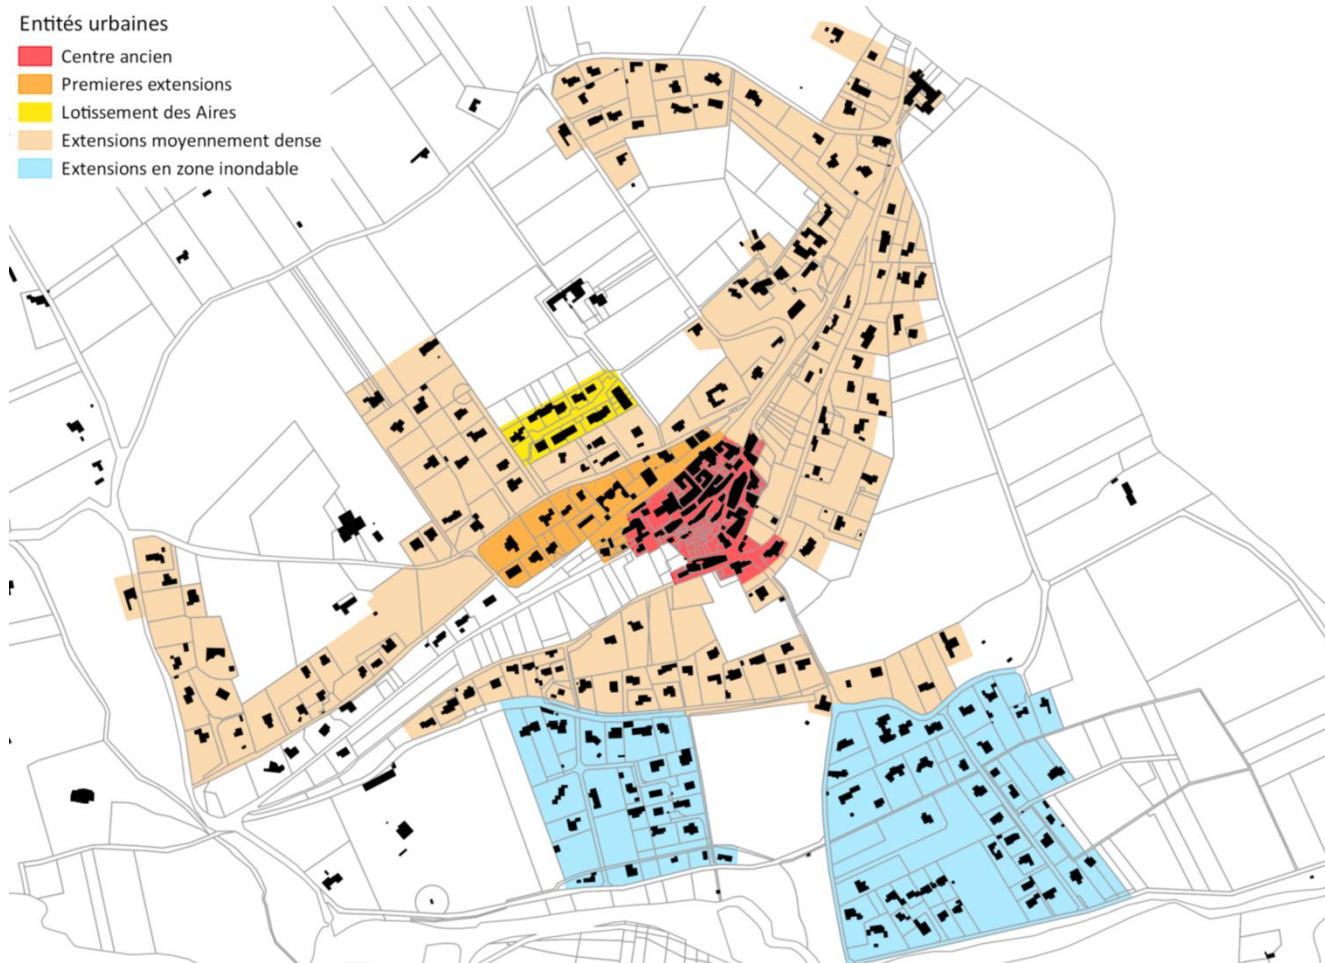 Entités urbaines
Centre ancien
Premieres extensions
Lotissement des Aires
Extensions moyennement dense
Extensions en zone inondable